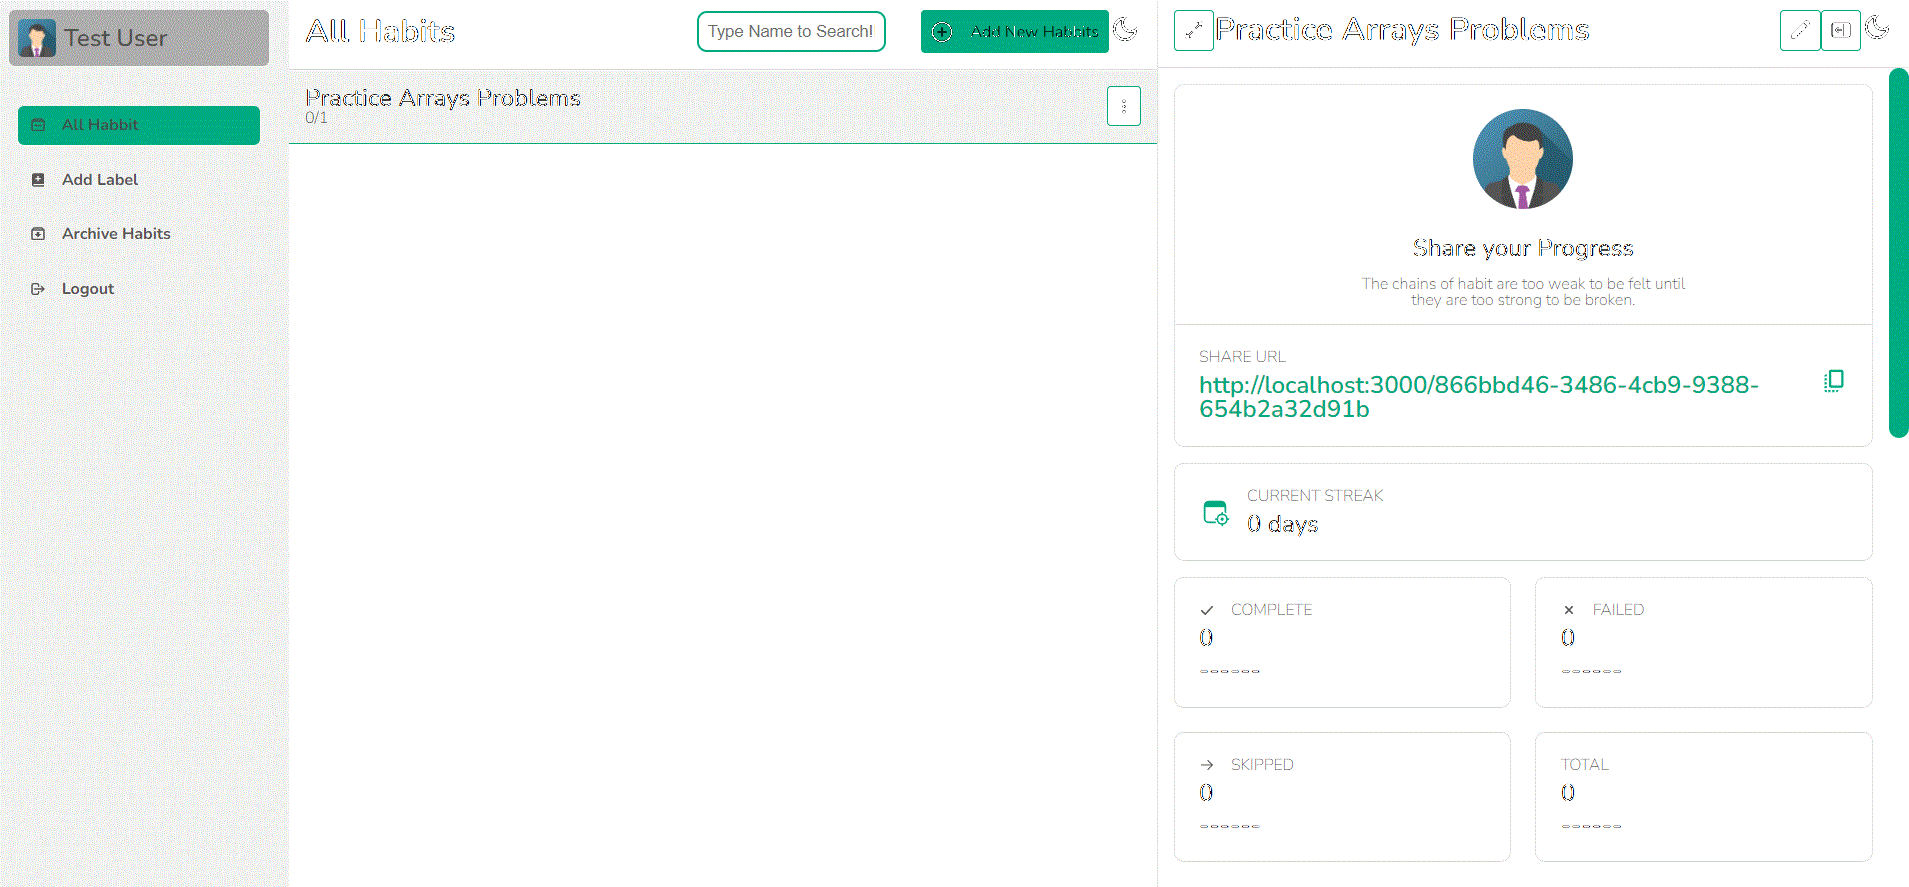 Test User
All Habbit
Add Label
Archive Habits
Logout
All Habits
Type Name to Search!
Add New Habbits
Practice Arrays Problems
0/1
Practice Arrays Problems
Share your Progress
The chains of habit are too weak to be felt until
they are too strong to be broken.
SHARE URL
http://localhost:3000/866bbd46-3486-4cb9-9388-
654b2a32d91b
CURRENT STREAK
0 days
COMPLETE
0
------
FAILED
0
------
SKIPPED
0
------
TOTAL
0
------